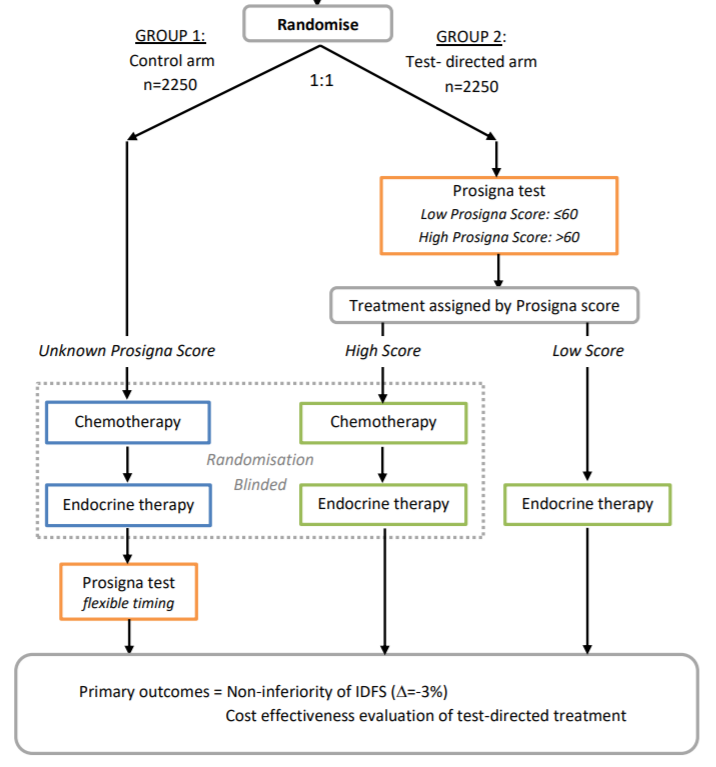 Randomise
GROUP 1:
Control arm
n=2250
1:1
GROUP 2:
Test- directed arm
n=2250
Prosigna test
Low Prosigna Score: ≤60
High Prosigna Score: >60
Treatment assigned by Prosigna score
Unknown Prosigna Score
High Score
Low Score
Chemotherapy
Chemotherapy
Randomisation
Blinded
Endocrine therapy
Endocrine therapy
Endocrine therapy
Prosigna test
flexible timing
Primary outcomes = Non-inferiority of IDFS (Δ=-3%)
Cost effectiveness evaluation of test-directed treatment